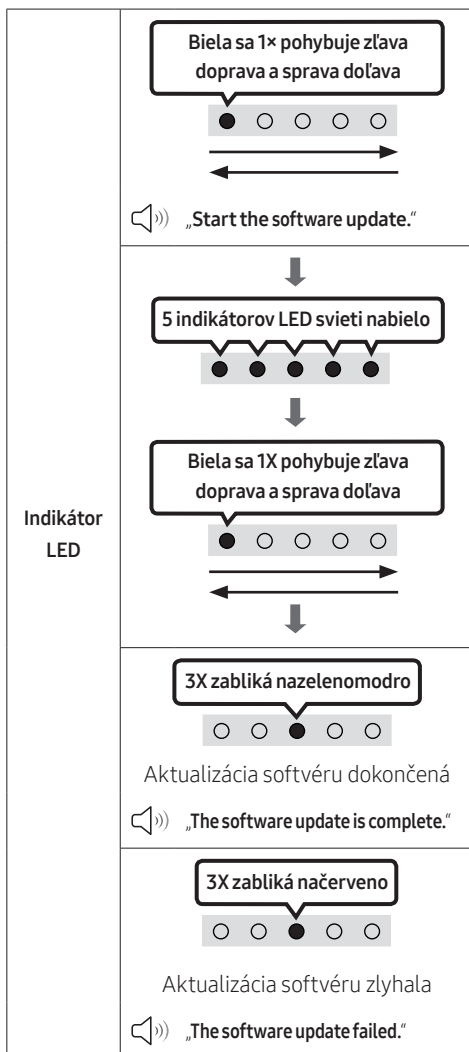 Biela sa 1× pohybuje zľava
doprava a sprava doľava
„Start the software update.“
5 indikátorov LED svieti nabielo
Biela sa 1X pohybuje zľava
doprava a sprava doľava
Indikátor
LED
3X zabliká nazelenomodro
Aktualizácia softvéru dokončená
„The software update is complete.“
3X zabliká načerveno
Aktualizácia softvéru zlyhala
„The software update failed.“